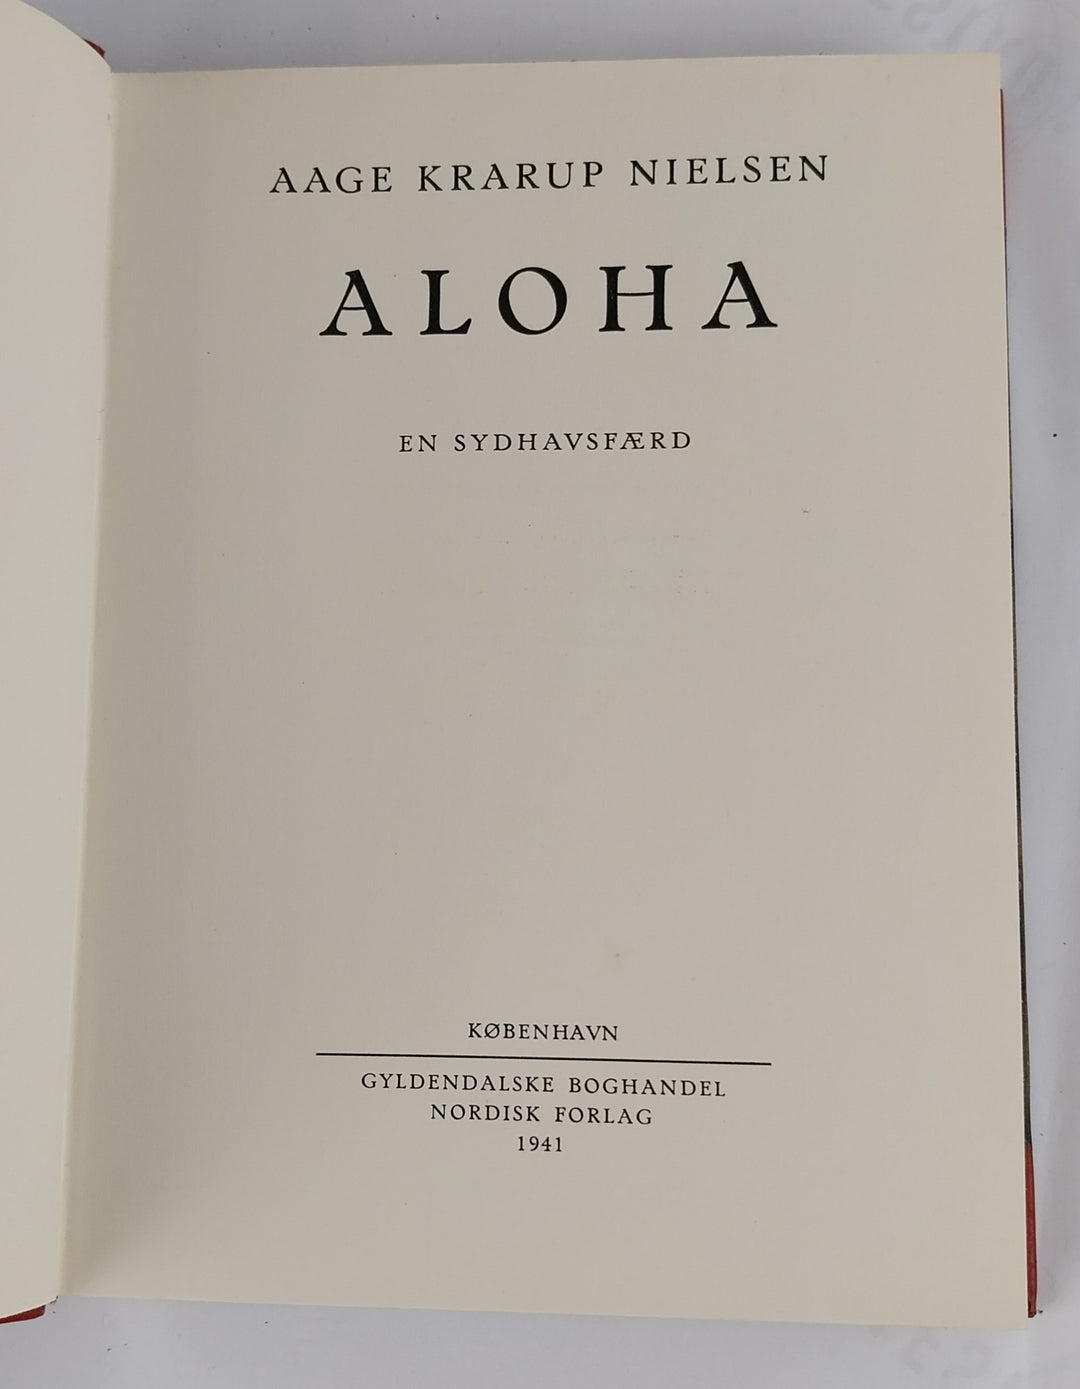 AAGE KRARUP NIELSEN
ALOHA
EN SYDHAVSFÆRD
KØBENHAVN
GYLDENDALSKE BOGHANDEL
NORDISK FORLAG
1941